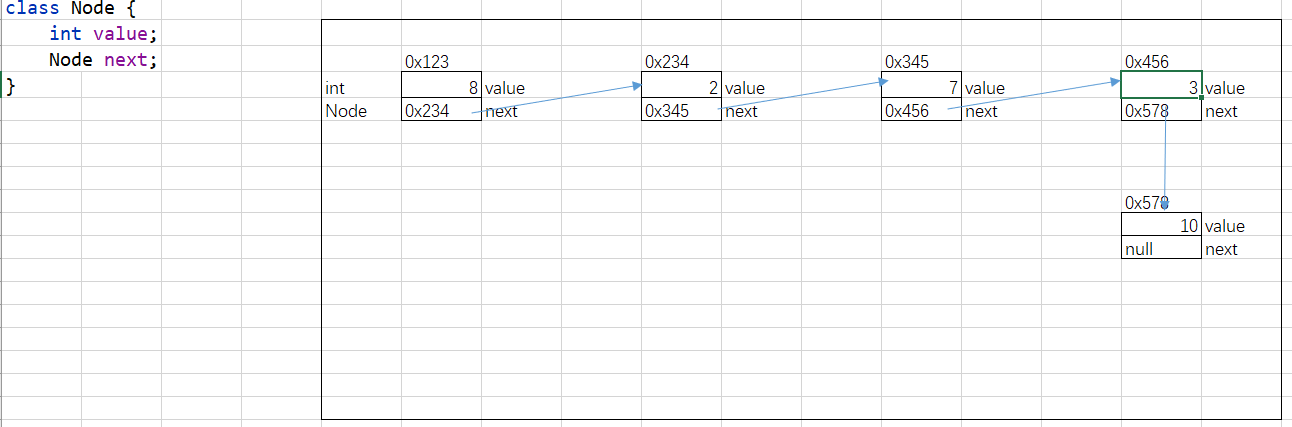 class Node {
int value;
Node next;
}
0x123 0x234 0x345 0x456
int 8 value 2 value 7 value 3 value
Node 0x234 next 0x345 next 0x456 next 0x578 next
0x578
10 value
null next